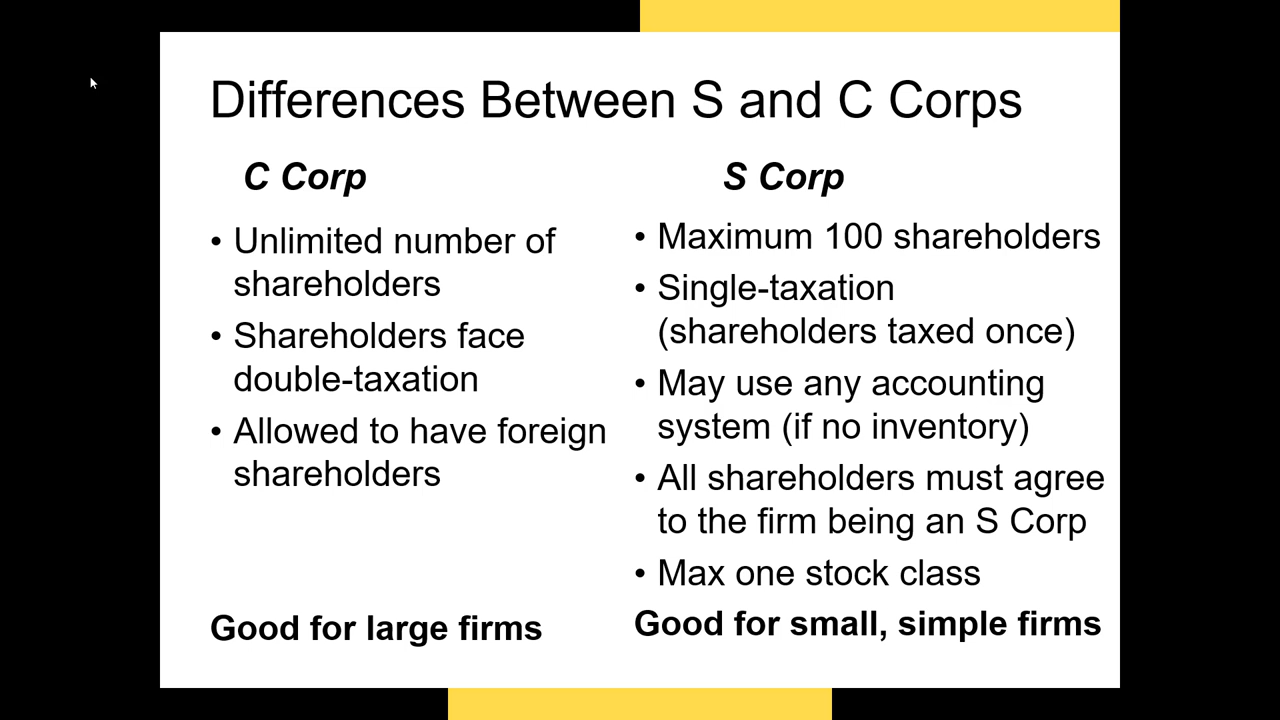 Differences Between S and C Corps
C Corp
• Unlimited number of
shareholders
• Shareholders face
double-taxation
• Allowed to have foreign
shareholders
Good for large firms
S Corp
• Maximum 100 shareholders
• Single-taxation
(shareholders taxed once)
• May use any accounting
system (if no inventory)
• All shareholders must agree
to the firm being an S Corp
• Max one stock class
Good for small, simple firms